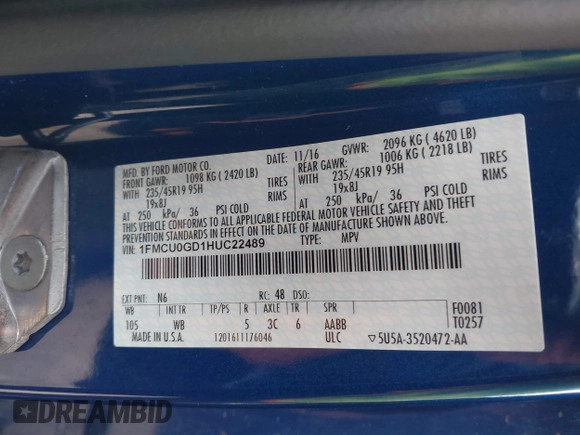 MFD. BY FORD MOTOR CO.
11/16 GVWR: 2096 KG ( 4620 LB)
FRONT GAWR: 1098 KG ( 2420 LB)
REAR GAWR: 1006 KG ( 2218 LB)
WITH 235/45R19 95H TIRES
WITH 235/45R19 95H TIRES
19x8J RIMS
19x8J RIMS
AT 250 kPa/ 36 PSI COLD
AT 250 kPa/ 36 PSI COLD
THIS VEHICLE CONFORMS TO ALL APPLICABLE FEDERAL MOTOR VEHICLE SAFETY AND THEFT
PREVENTION STANDARDS IN EFFECT ON THE DATE OF MANUFACTURE SHOWN ABOVE.
VIN: 1FMCU0GD1HUC22489 TYPE: MPV
EXT PNT: N6 RC: 48 DSO:
WB INT TR TP/PS R AXLE TR SPR
F0081
105 WB 5 3C 6 AABB
T0257
MADE IN U.S.A. 1201611176046 ULC ▽5U5A-3520472-AA
DREAMBID